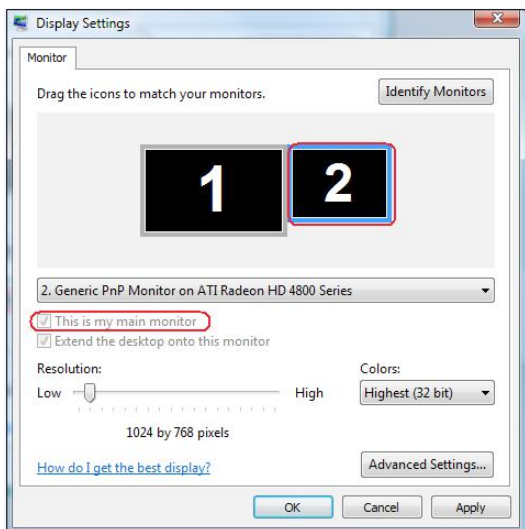 Display Settings
Monitor
Drag the icons to match your monitors.
Identify Monitors
1
2
2. Generic PnP Monitor on ATI Radeon HD 4800 Series
This is my main monitor
Extend the desktop onto this monitor
Resolution:
Colors:
Low
High
Highest (32 bit)
1024 by 768 pixels
How do I get the best display?
Advanced Settings...
OK
Cancel
Apply